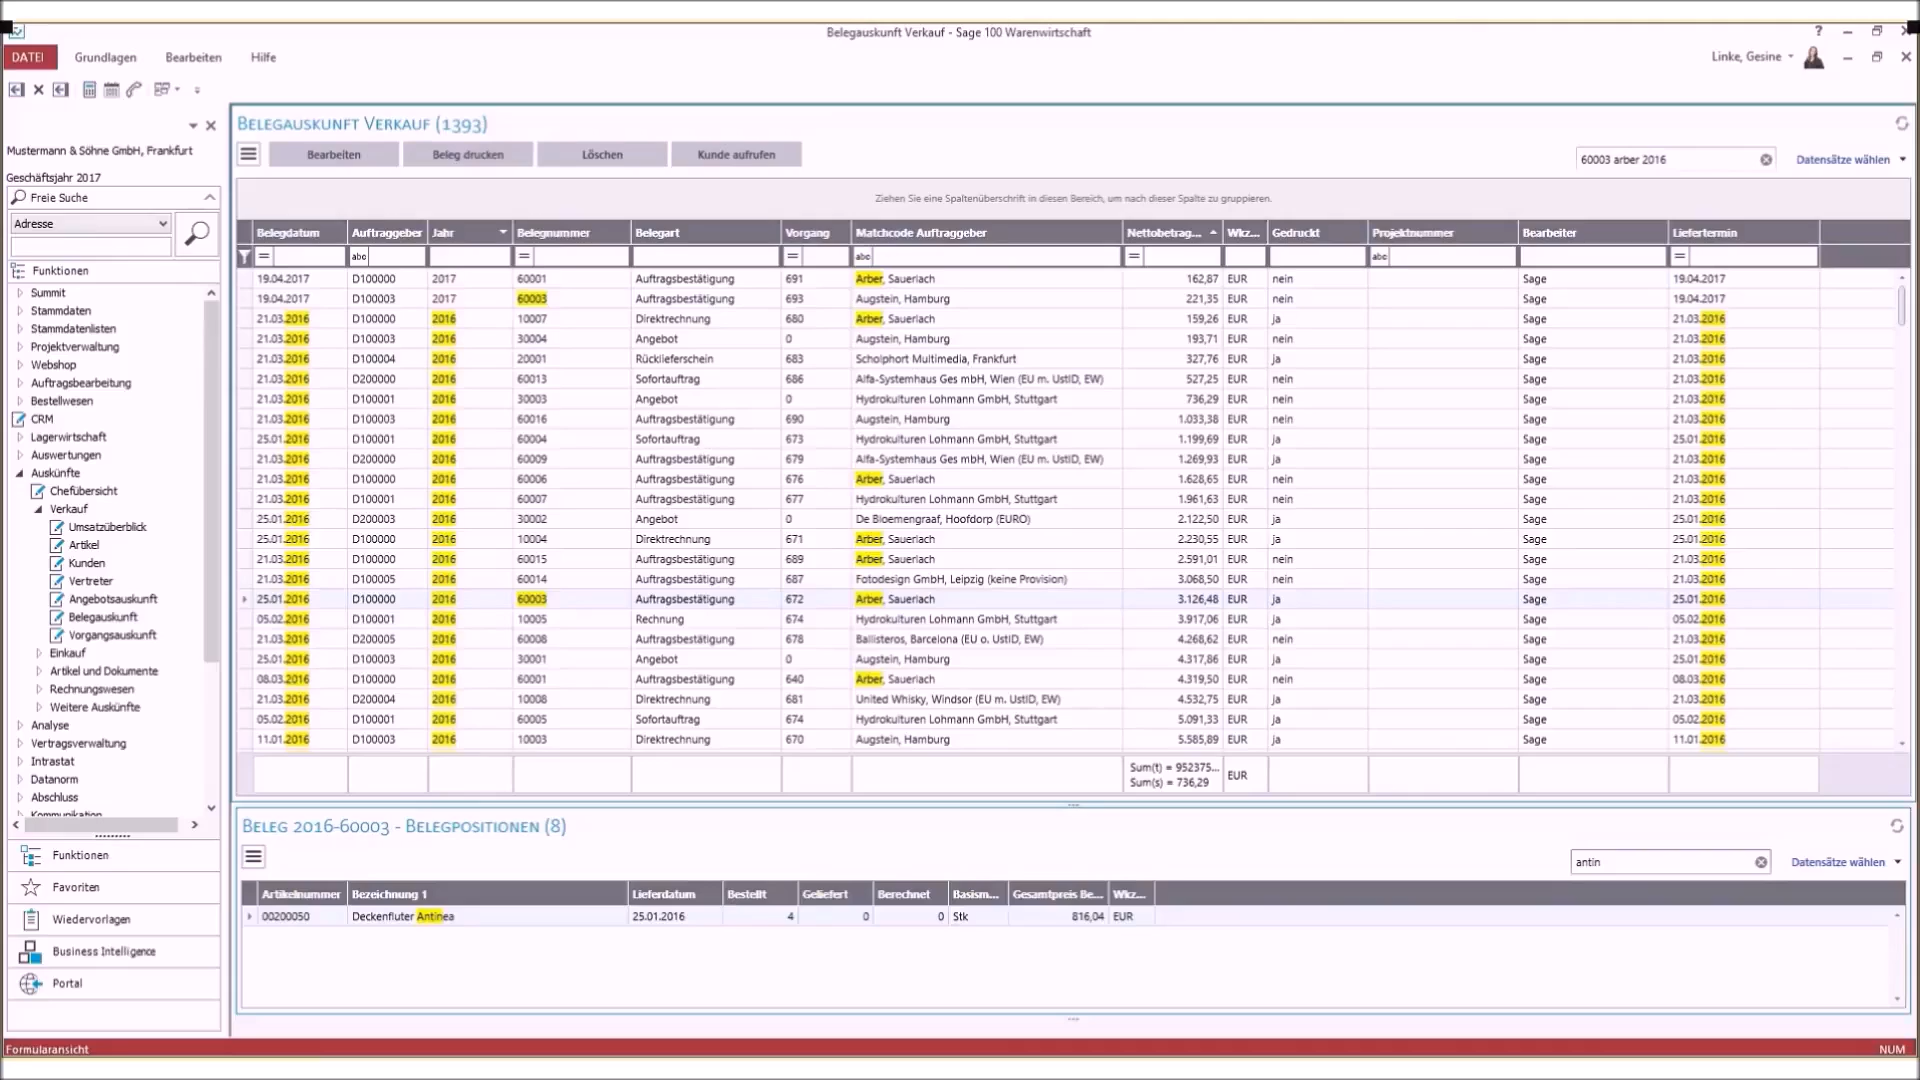 Belegauskunft Verkauf - Sage 100 Warenwirtschaft
?
DATEI Grundlagen Bearbeiten Hilfe
Linke, Gesine
Mustermann & Söhne GmbH, Frankfurt
Geschäftsjahr 2017
Freie Suche
Adresse
Funktionen
Summit
Stammdaten
Stammdatenlisten
Projektverwaltung
Webshop
Auftragsbearbeitung
Bestellwesen
CRM
Lagerwirtschaft
Auswertungen
Auskünfte
Chefübersicht
Verkauf
Umsatzüberblick
Artikel
Kunden
Vertreter
Angebotsauskunft
Belegauskunft
Vorgangsauskunft
Einkauf
Artikel und Dokumente
Rechnungswesen
Weitere Auskünfte
Analyse
Vertragsverwaltung
Intrastat
Datanorm
Abschluss
Kommunikation
Funktionen
Favoriten
Wiedervorlagen
Business Intelligence
Portal
Belegauskunft Verkauf (1393)
Bearbeiten Beleg drucken Löschen Kunde aufrufen
60003 arber 2016 Datensätze wählen
Ziehen Sie eine Spaltenüberschrift in diesen Bereich, um nach dieser Spalte zu gruppieren.
Belegdatum Auftraggeber Jahr Belegnummer Belegart Vorgang Matchcode Auftraggeber Nettobetrag... Wkz... Gedruckt Projektnummer Bearbeiter Liefertermin
= abc = = abc = abc =
19.04.2017 D100000 2017 60001 Auftragsbestätigung 691 Arber, Sauerlach 162,87 EUR nein Sage 19.04.2017
19.04.2017 D100003 2017 60003 Auftragsbestätigung 693 Augstein, Hamburg 221,35 EUR nein Sage 19.04.2017
21.03.2016 D100000 2016 10007 Direktrechnung 680 Arber, Sauerlach 159,26 EUR ja Sage 21.03.2016
21.03.2016 D100003 2016 30004 Angebot 0 Augstein, Hamburg 193,71 EUR nein Sage 21.03.2016
21.03.2016 D100004 2016 20001 Rücklieferschein 683 Scholphort Multimedia, Frankfurt 327,76 EUR ja Sage 21.03.2016
21.03.2016 D200000 2016 60013 Sofortauftrag 686 Alfa-Systemhaus Ges mbH, Wien (EU m. UstID, EW) 527,25 EUR nein Sage 21.03.2016
21.03.2016 D100001 2016 30003 Angebot 0 Hydrokulturen Lohmann GmbH, Stuttgart 736,29 EUR nein Sage 21.03.2016
21.03.2016 D100003 2016 60016 Auftragsbestätigung 690 Augstein, Hamburg 1.033,38 EUR nein Sage 21.03.2016
25.01.2016 D100001 2016 60004 Sofortauftrag 673 Hydrokulturen Lohmann GmbH, Stuttgart 1.199,69 EUR ja Sage 25.01.2016
21.03.2016 D200000 2016 60009 Auftragsbestätigung 679 Alfa-Systemhaus Ges mbH, Wien (EU m. UstID, EW) 1.269,93 EUR ja Sage 21.03.2016
21.03.2016 D100000 2016 60006 Auftragsbestätigung 676 Arber, Sauerlach 1.628,65 EUR nein Sage 21.03.2016
21.03.2016 D100001 2016 60007 Auftragsbestätigung 677 Hydrokulturen Lohmann GmbH, Stuttgart 1.961,63 EUR nein Sage 21.03.2016
25.01.2016 D200003 2016 30002 Angebot 0 De Bloemengraaf, Hoofdorp (EURO) 2.122,50 EUR ja Sage 25.01.2016
25.01.2016 D100000 2016 10004 Direktrechnung 671 Arber, Sauerlach 2.230,55 EUR ja Sage 25.01.2016
21.03.2016 D100000 2016 60015 Auftragsbestätigung 689 Arber, Sauerlach 2.591,01 EUR nein Sage 21.03.2016
21.03.2016 D100005 2016 60014 Auftragsbestätigung 687 Fotodesign GmbH, Leipzig (keine Provision) 3.068,50 EUR nein Sage 21.03.2016
25.01.2016 D100000 2016 60003 Auftragsbestätigung 672 Arber, Sauerlach 3.126,48 EUR ja Sage 25.01.2016
05.02.2016 D100001 2016 10005 Rechnung 674 Hydrokulturen Lohmann GmbH, Stuttgart 3.917,06 EUR ja Sage 05.02.2016
21.03.2016 D200005 2016 60008 Auftragsbestätigung 678 Ballisteros, Barcelona (EU o. UstID, EW) 4.268,62 EUR nein Sage 21.03.2016
25.01.2016 D100003 2016 30001 Angebot 0 Augstein, Hamburg 4.317,86 EUR ja Sage 25.01.2016
08.03.2016 D100000 2016 60001 Auftragsbestätigung 640 Arber, Sauerlach 4.319,50 EUR nein Sage 08.03.2016
21.03.2016 D200004 2016 10008 Direktrechnung 681 United Whisky, Windsor (EU m. UstID, EW) 4.532,75 EUR ja Sage 21.03.2016
05.02.2016 D100001 2016 60005 Sofortauftrag 674 Hydrokulturen Lohmann GmbH, Stuttgart 5.091,33 EUR ja Sage 05.02.2016
11.01.2016 D100003 2016 10003 Direktrechnung 670 Augstein, Hamburg 5.585,89 EUR ja Sage 11.01.2016
Sum(t) = 952375... EUR
Sum(s) = 736,29
Beleg 2016-60003 - Belegpositionen (8)
antin Datensätze wählen
Artikelnummer Bezeichnung 1 Lieferdatum Bestellt Geliefert Berechnet Basism... Gesamtpreis Be... Wkz...
00200050 Deckenfluter Antinea 25.01.2016 4 0 0 Stk 816,04 EUR
Formularansicht NUM